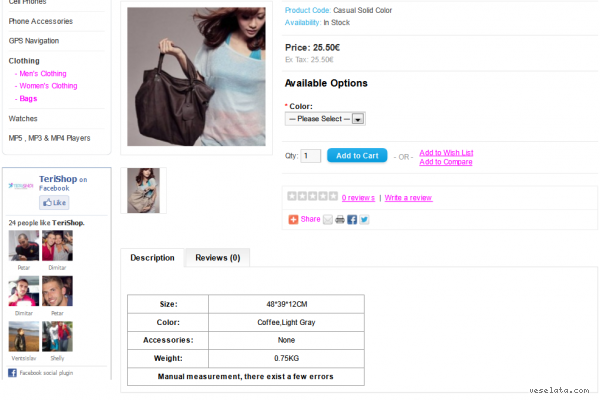 Cell Phones
Phone Accessories
GPS Navigation
Clothing
- Men's Clothing
- Women's Clothing
- Bags
Watches
MP5 , MP3 & MP4 Players
TeriShop on
Facebook
Like
24 people like TeriShop.
Petar Dimitar
Dimitar Petar
Ventsislav Shelly
Facebook social plugin
Product Code: Casual Solid Color
Availability: In Stock
Price: 25.50€
Ex Tax: 25.50€
Available Options
* Color:
--- Please Select ---
Qty: 1 Add to Cart - OR - Add to Wish List
Add to Compare
0 reviews | Write a review
Share
Description Reviews (0)
Size: 48*39*12CM
Color: Coffee,Light Gray
Accessories: None
Weight: 0.75KG
Manual measurement, there exist a few errors
veselata.com